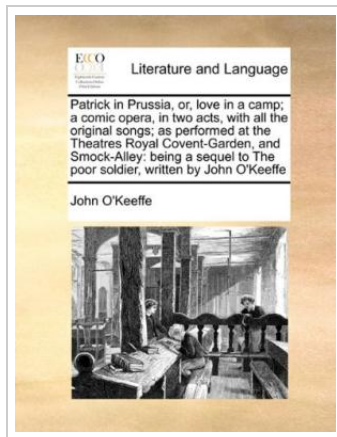 ECCO
Literature and Language
Patrick in Prussia, or, love in a camp;
a comic opera, in two acts, with all the
original songs; as performed at the
Theatres Royal Covent-Garden, and
Smock-Alley: being a sequel to The
poor soldier, written by John O'Keeffe
John O'Keeffe